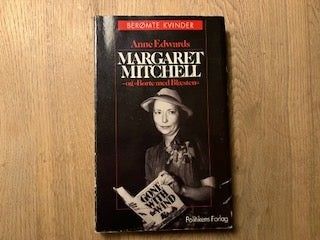 BERØMTE KVINDER
Anne Edwards
MARGARET
MITCHELL
-og »Borte med Blæsten«
GONE
WITH
the
WIND
Politikens Forlag